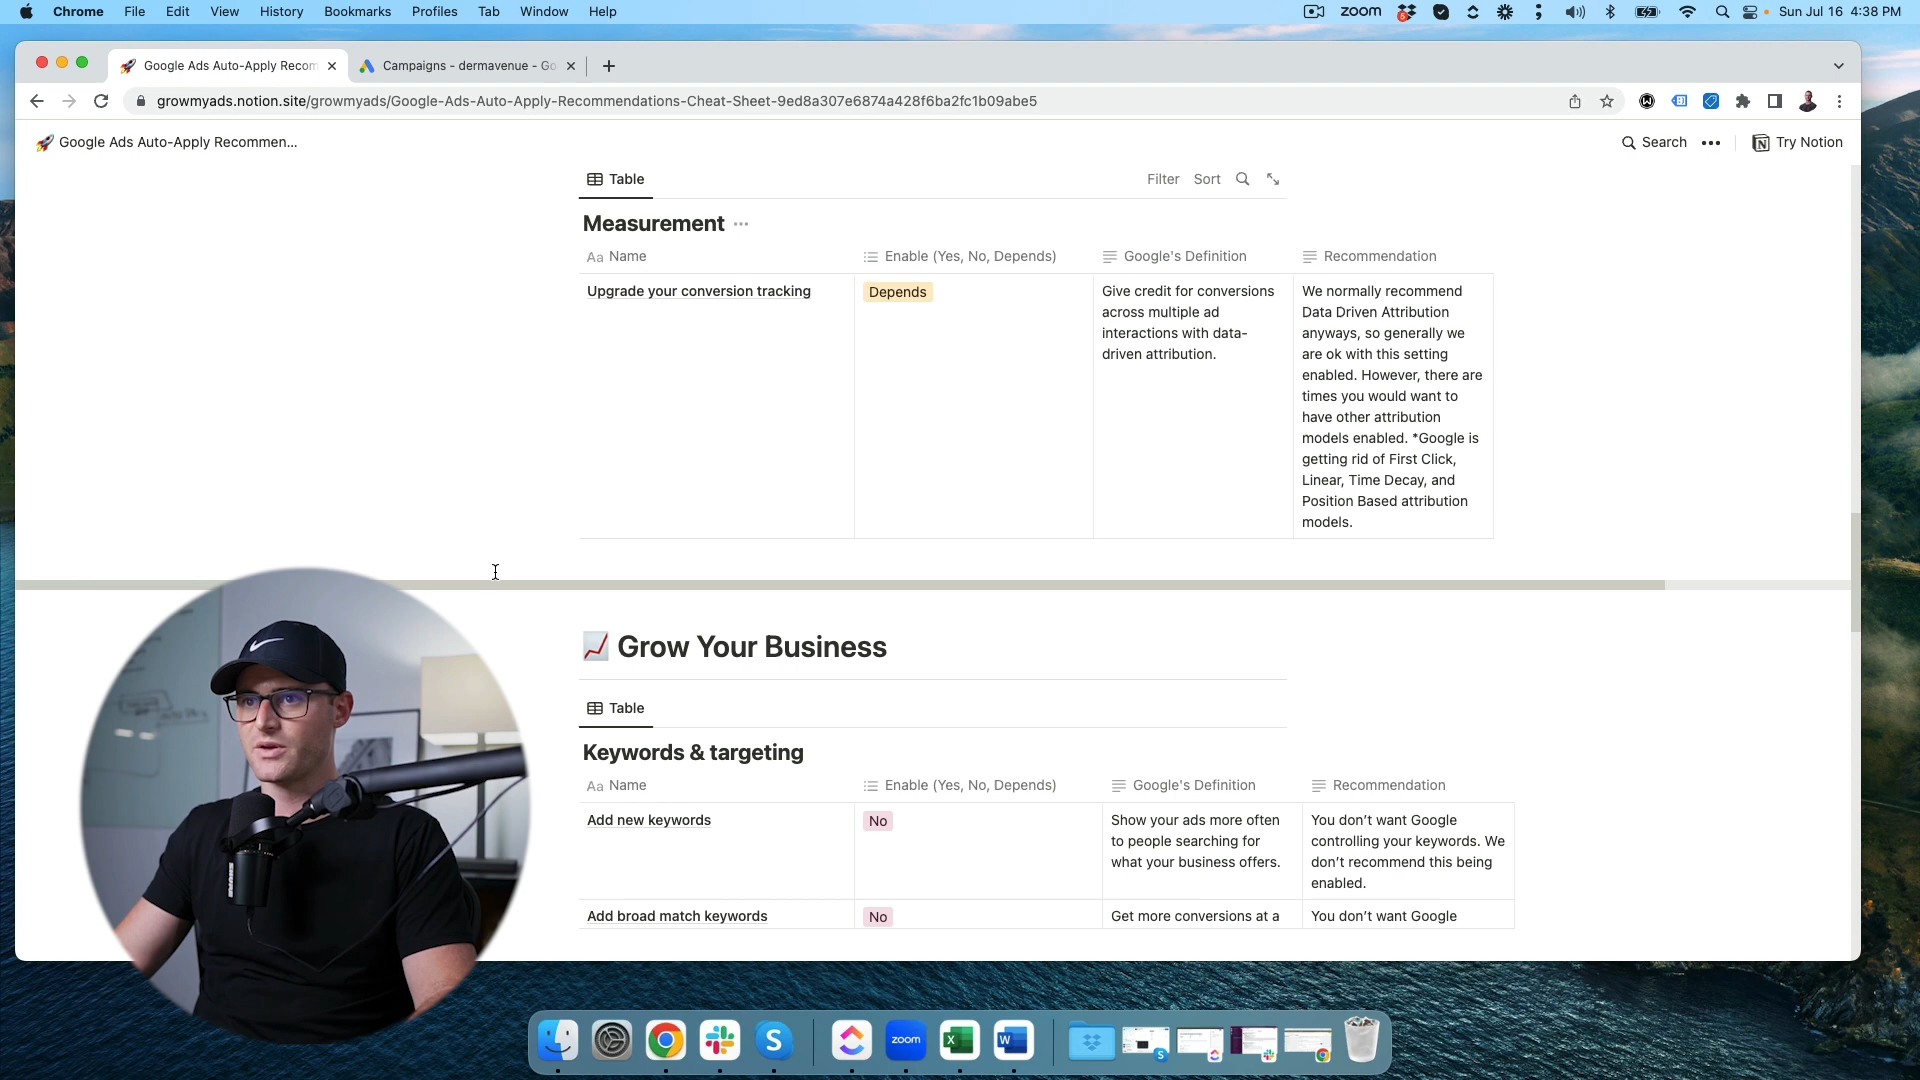 Chrome File Edit View History Bookmarks Profiles Tab Window Help
zoom 5 Sun Jul 16 4:38 PM
Google Ads Auto-Apply Recom
Campaigns - dermavenue - Go
growmyads.notion.site/growmyads/Google-Ads-Auto-Apply-Recommendations-Cheat-Sheet-9ed8a307e6874a428f6ba2fc1b09abe5
Google Ads Auto-Apply Recommen...
Search
Try Notion
Table
Filter Sort
Measurement
Aa Name
Enable (Yes, No, Depends)
Google's Definition
Recommendation
Upgrade your conversion tracking
Depends
Give credit for conversions
across multiple ad
interactions with data-
driven attribution.
We normally recommend
Data Driven Attribution
anyways, so generally we
are ok with this setting
enabled. However, there are
times you would want to
have other attribution
models enabled. *Google is
getting rid of First Click,
Linear, Time Decay, and
Position Based attribution
models.
Grow Your Business
Table
Keywords & targeting
Aa Name
Enable (Yes, No, Depends)
Google's Definition
Recommendation
Add new keywords
No
Show your ads more often
to people searching for
what your business offers.
You don't want Google
controlling your keywords. We
don't recommend this being
enabled.
Add broad match keywords
No
Get more conversions at a
You don't want Google
SHURE
S
zoom
X
W
S